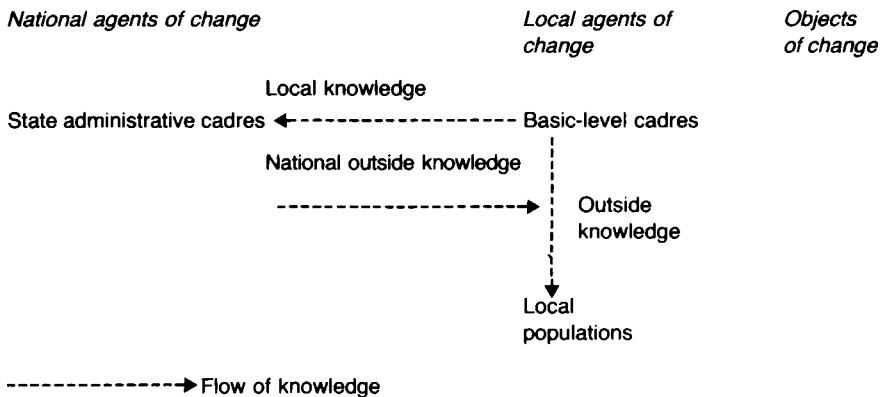 National agents of change
Local agents of
change
Objects
of change
Local knowledge
State administrative cadres
Basic-level cadres
National outside knowledge
Outside
knowledge
Local
populations
Flow of knowledge